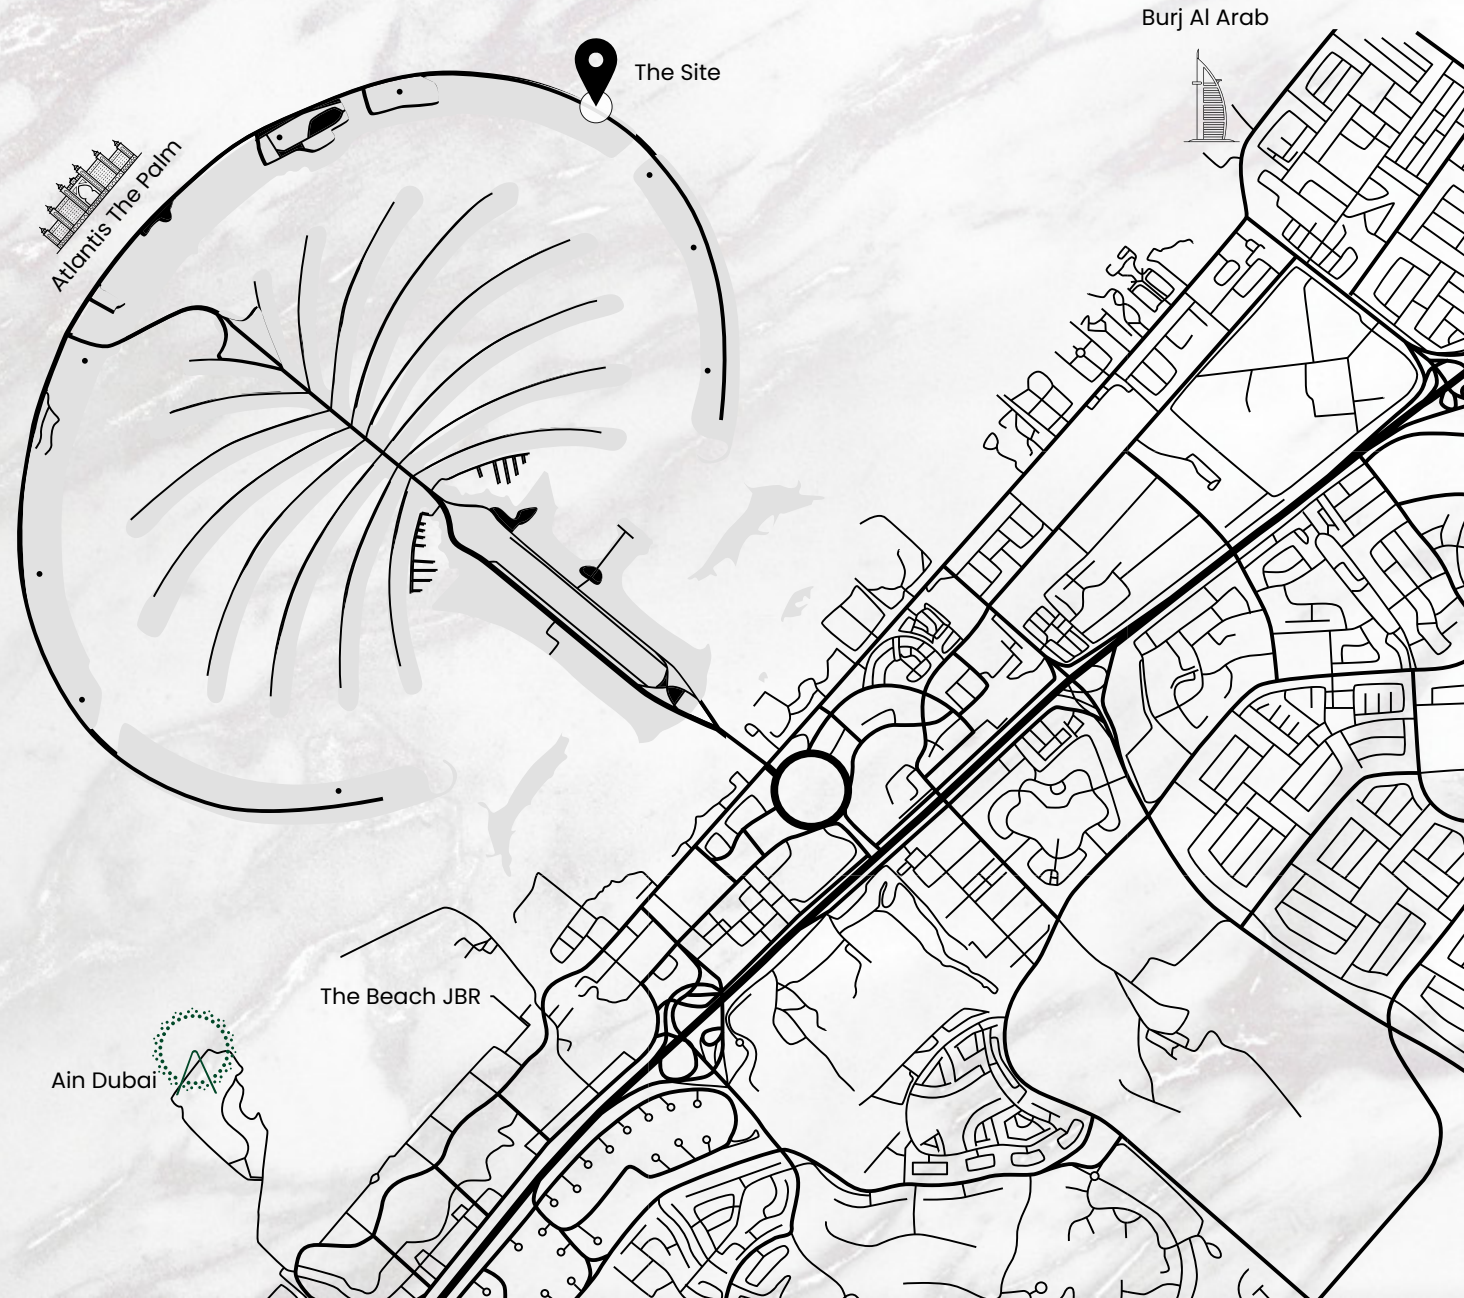 Burj Al Arab
The Site
Atlantis The Palm
The Beach JBR
Ain Dubai